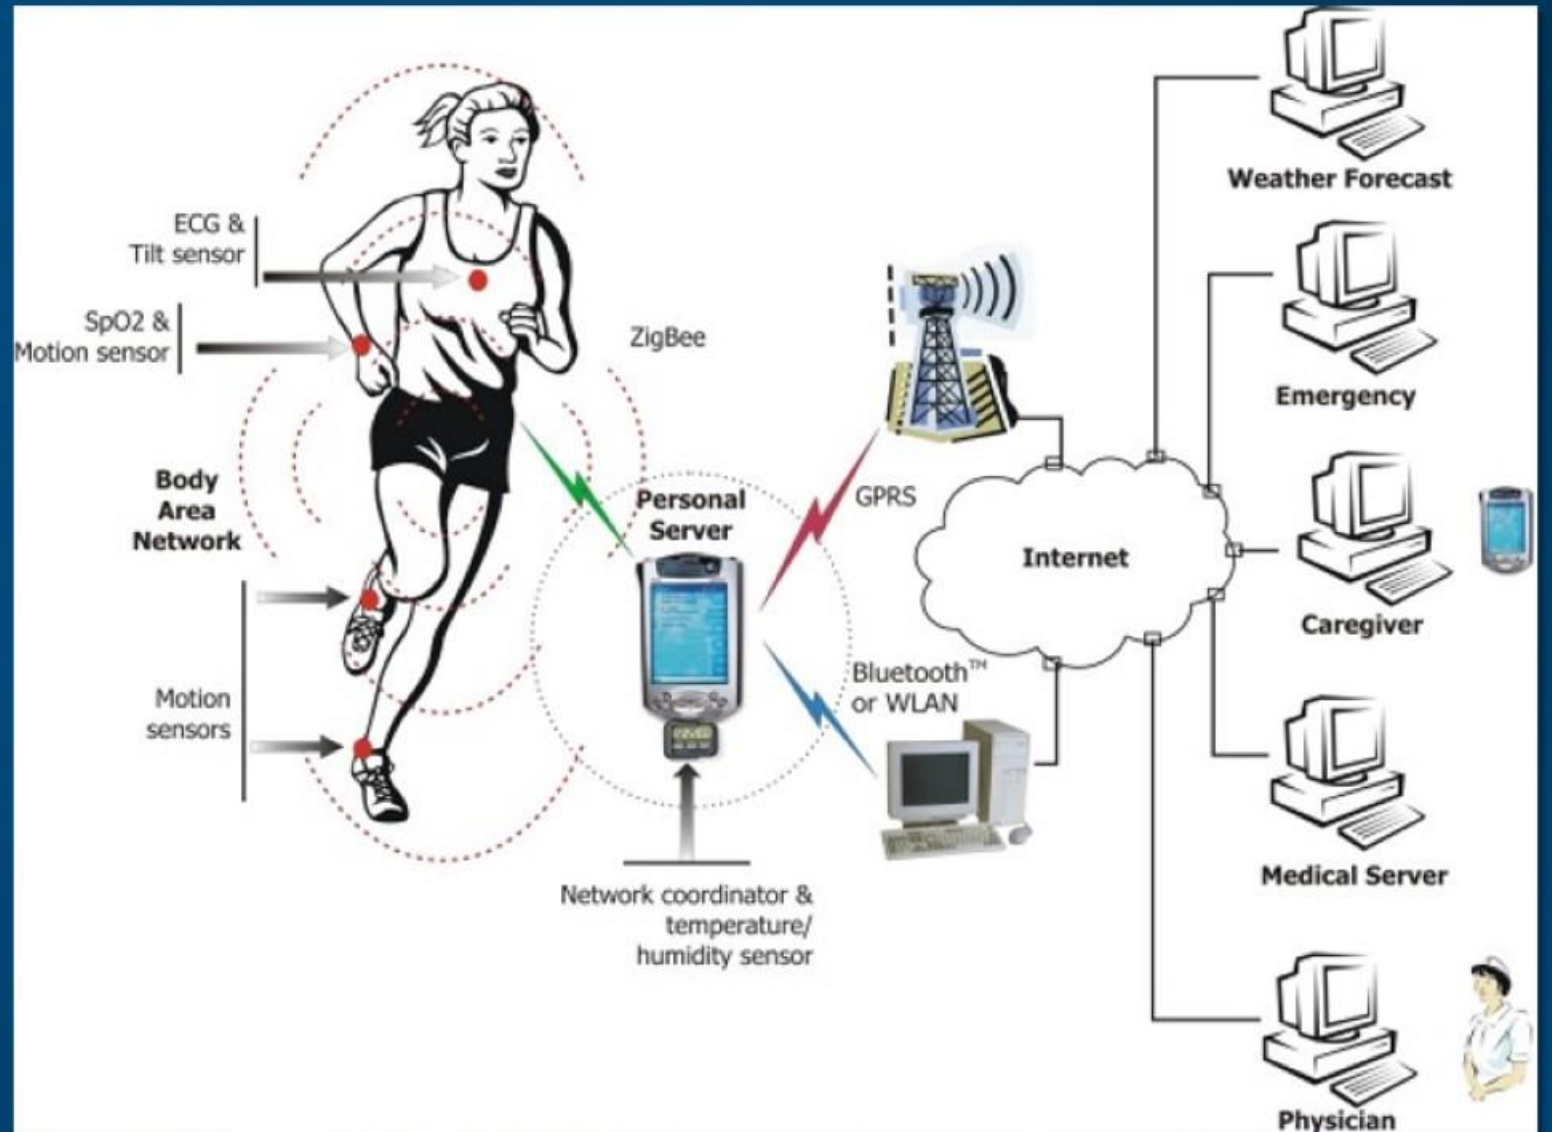 ECG &
Tilt sensor
SpO2 &
Motion sensor
Body
Area
Network
Motion
sensors
ZigBee
Personal
Server
Network coordinator &
temperature/
humidity sensor
GPRS
Bluetooth™
or WLAN
Internet
Weather Forecast
Emergency
Caregiver
Medical Server
Physician